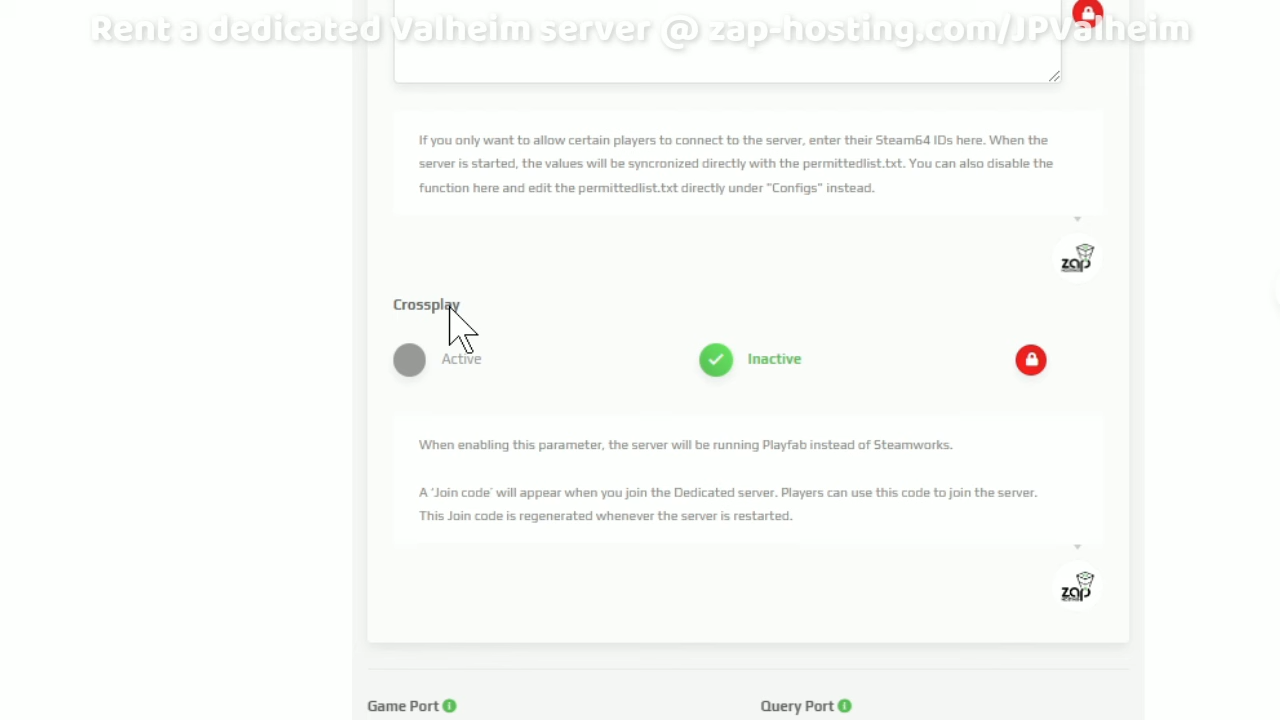 Rent a dedicated Valheim server @ zap-hosting.com/JPValheim
If you only want to allow certain players to connect to the server, enter their Steam64 IDs here. When the
server is started, the values will be syncronized directly with the permittedlist.txt. You can also disable the
function here and edit the permittedlist.txt directly under "Configs" instead.
zap
Crossplay
Active
Inactive
When enabling this parameter, the server will be running Playfab instead of Steamworks.
A 'Join code' will appear when you join the Dedicated server. Players can use this code to join the server.
This Join code is regenerated whenever the server is restarted.
zap
Game Port
Query Port